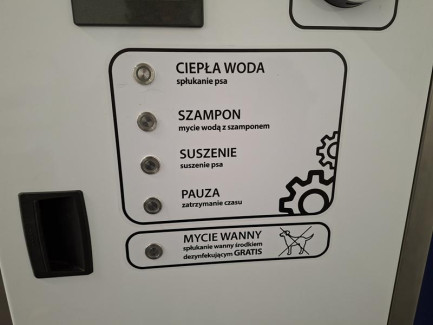 CIEPŁA WODA
spłukanie psa
SZAMPON
mycie wodą z szamponem
SUSZENIE
suszenie psa
PAUZA
zatrzymanie czasu
MYCIE WANNY
spłukanie wanny środkiem
dezynfekującym GRATIS